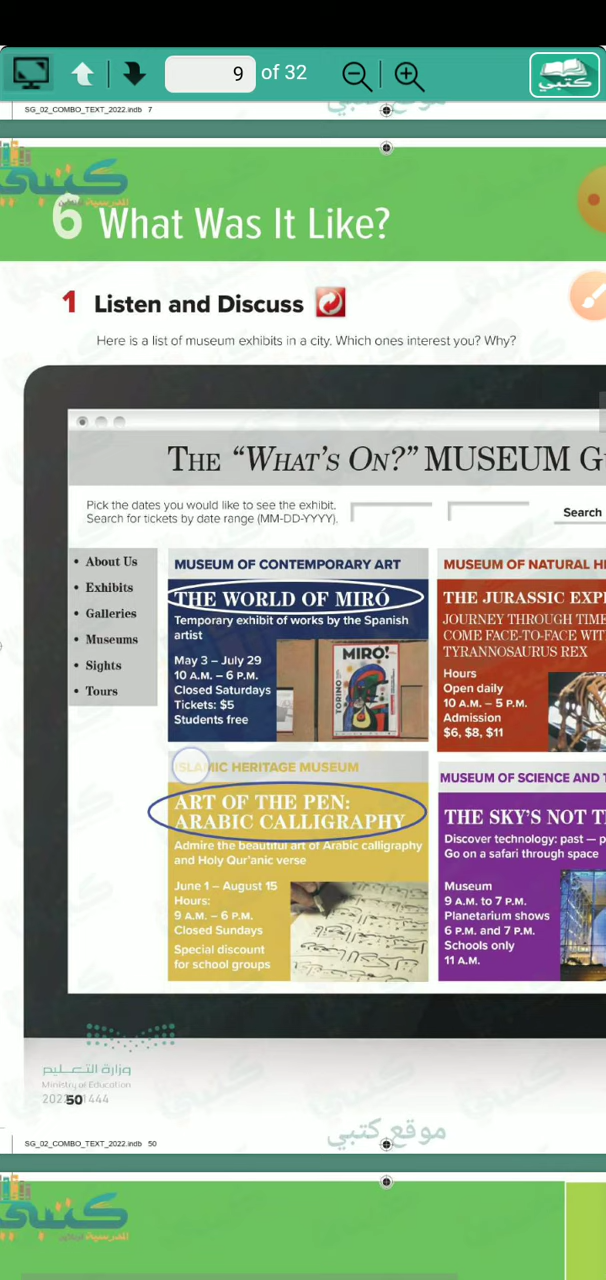 9 of 32
كتبي
SG_02_COMBO_TEXT_2022.indb 7
كتبي
6 What Was It Like?
1 Listen and Discuss
Here is a list of museum exhibits in a city. Which ones interest you? Why?
THE "WHAT'S ON?" MUSEUM G
Pick the dates you would like to see the exhibit.
Search for tickets by date range (MM-DD-YYYY).
Search
• About Us
• Exhibits
• Galleries
• Museums
• Sights
• Tours
MUSEUM OF CONTEMPORARY ART
THE WORLD OF MIRÓ
Temporary exhibit of works by the Spanish
artist
May 3 – July 29
10 A.M. – 6 P.M.
Closed Saturdays
Tickets: $5
Students free
MIRO!
TORINO
MUSEUM OF NATURAL HI
THE JURASSIC EXP
JOURNEY THROUGH TIME
COME FACE-TO-FACE WIT
TYRANNOSAURUS REX
Hours
Open daily
10 A.M. – 5 P.M.
Admission
$6, $8, $11
ISLAMIC HERITAGE MUSEUM
ART OF THE PEN:
ARABIC CALLIGRAPHY
Admire the beautiful art of Arabic calligraphy
and Holy Qur'anic verse
June 1 – August 15
Hours:
9 A.M. – 6 P.M.
Closed Sundays
Special discount
for school groups
MUSEUM OF SCIENCE AND T
THE SKY'S NOT T
Discover technology: past — p
Go on a safari through space
Museum
9 A.M. to 7 P.M.
Planetarium shows
6 P.M. and 7 P.M.
Schools only
11 A.M.
وزارة التعليم
Ministry of Education
50
1444
موقع كتبي
SG_02_COMBO_TEXT_2022.indb 50
كتبي